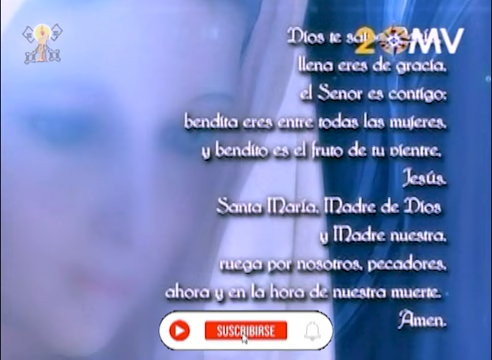 Dios te
20MV
llena eres de gracia,
el Senor es contigo;
bendita eres entre todas las mujeres,
y bendito es el fruto de tu vientre,
Jesús.
Santa María, Madre de Dios
y Madre nuestra,
ruega por nosotros, pecadores,
ahora y en la hora de nuestra muerte.
Amen.
SUSCRIBIRSE